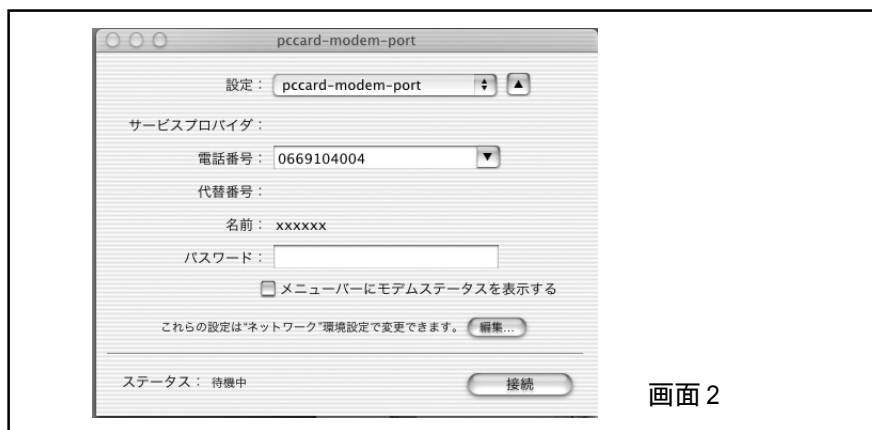 pccard-modem-port
設定： pccard-modem-port
サービスプロバイダ：
電話番号： 0669104004
代替番号：
名前： xxxxxx
パスワード：
メニューバーにモデムステータスを表示する
これらの設定は“ネットワーク”環境設定で変更できます。 編集...
ステータス： 待機中 接続
画面 2